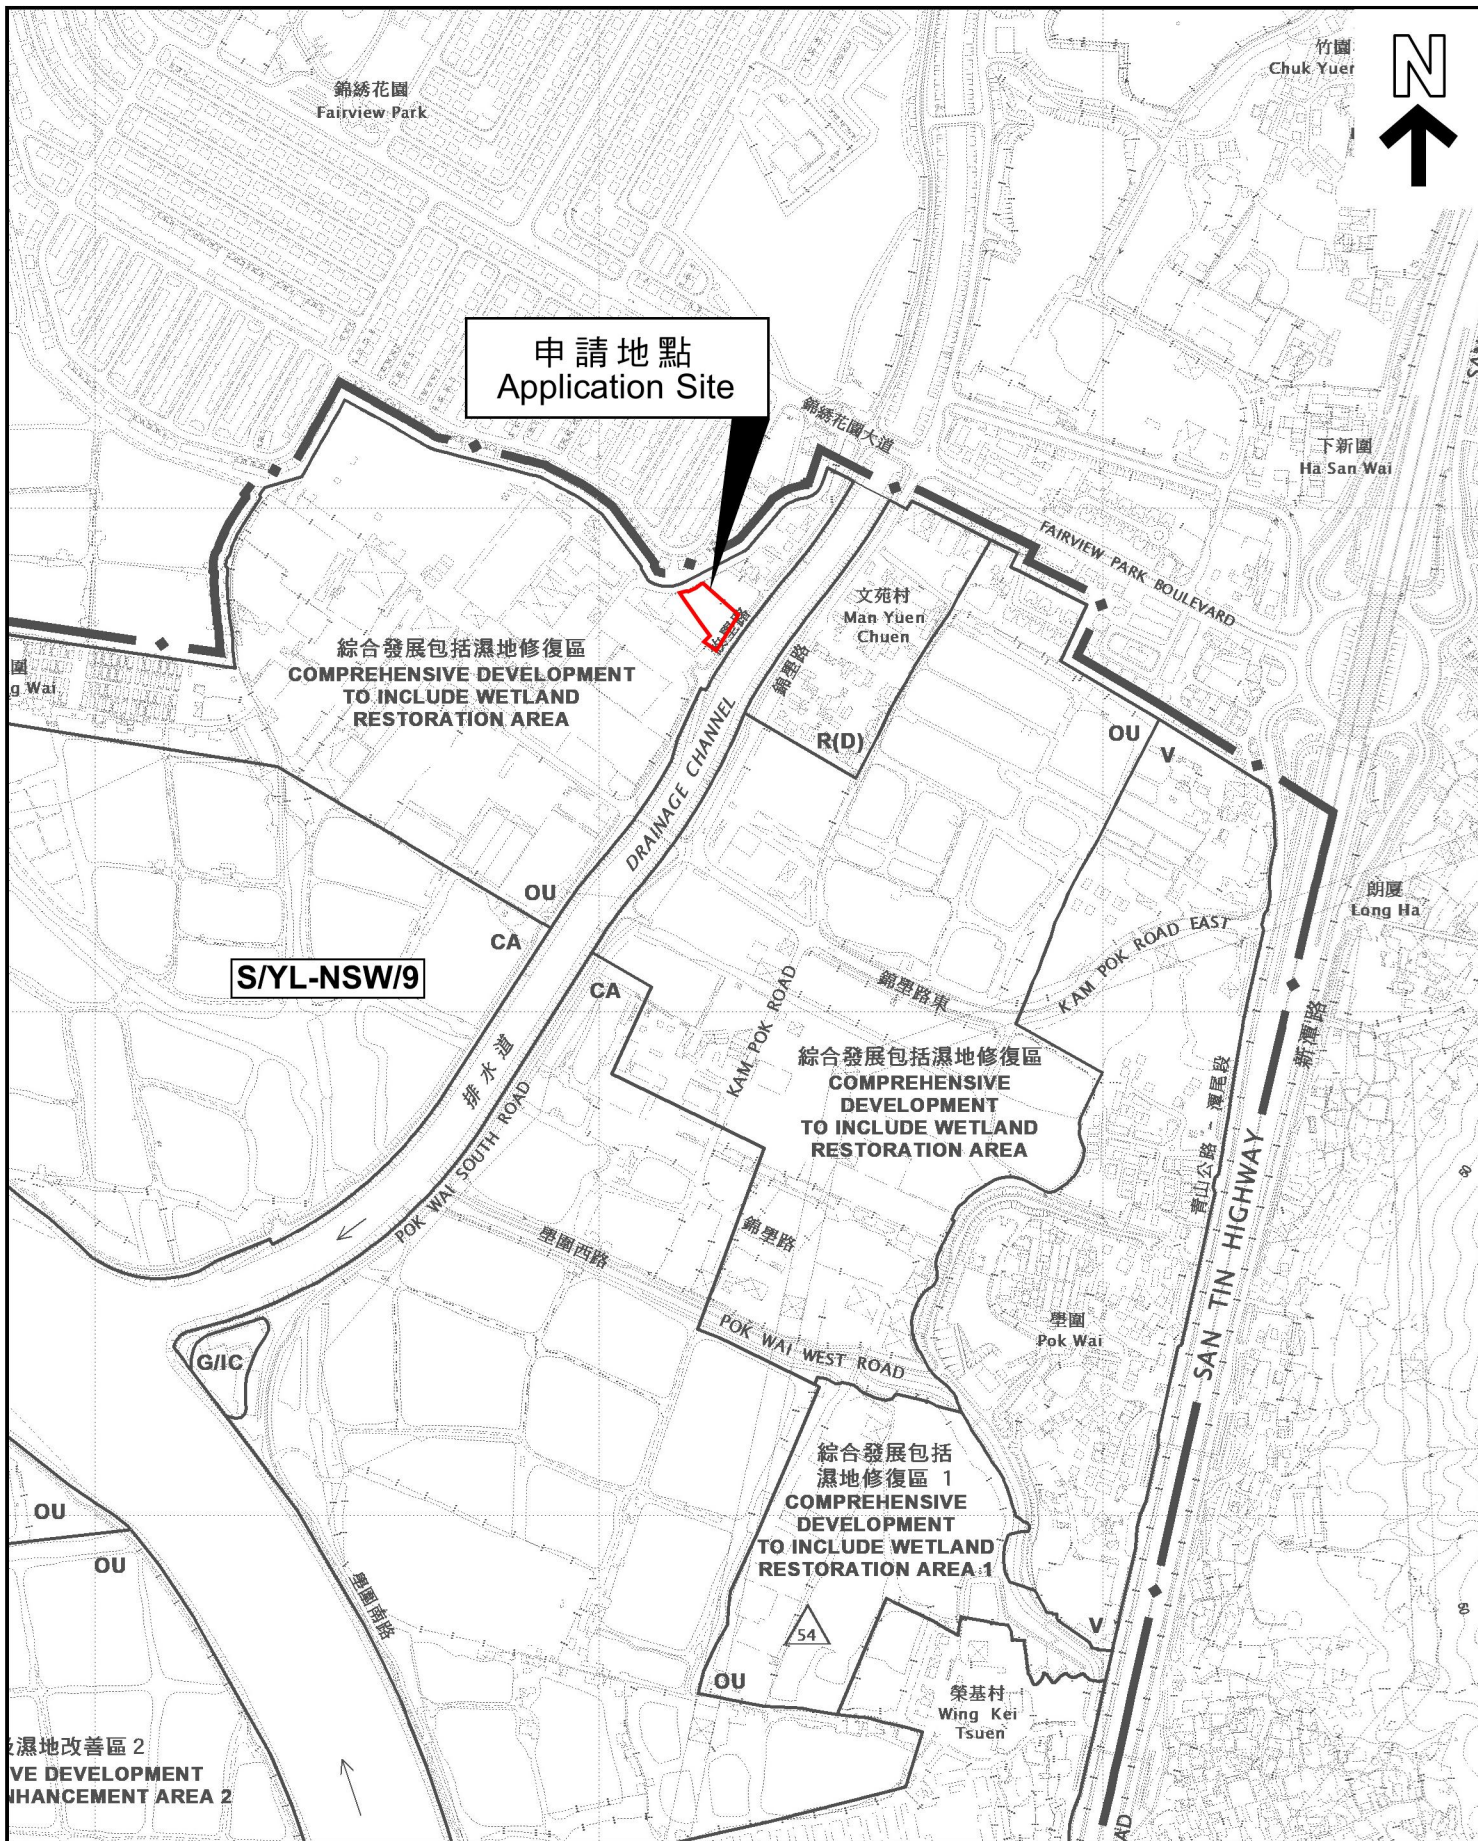 錦綉花園
Fairview Park
竹園
Chuk Yuen
N
申請地點
Application Site
錦綉花園大道
下新圍
Ha San Wai
FAIRVIEW PARK BOULEVARD
文苑村
Man Yuen
Chuen
錦壆路
綜合發展包括濕地修復區
COMPREHENSIVE DEVELOPMENT
TO INCLUDE WETLAND
RESTORATION AREA
圍
g Wai
R(D)
OU
V
DRAINAGE CHANNEL
OU
CA
朗厦
Long Ha
S/YL-NSW/9
CA
KAM POK ROAD EAST
錦壆路東
KAM POK ROAD
新潭路
排水道
綜合發展包括濕地修復區
COMPREHENSIVE
DEVELOPMENT
TO INCLUDE WETLAND
RESTORATION AREA
青山公路 - 潭尾段
POK WAI SOUTH ROAD
SAN TIN HIGHWAY
壆圍西路
錦壆路
壆圍
Pok Wai
POK WAI WEST ROAD
G/IC
綜合發展包括
濕地修復區 1
COMPREHENSIVE
DEVELOPMENT
TO INCLUDE WETLAND
RESTORATION AREA 1
OU
OU
壆圍南路
54
V
OU
榮基村
Wing Kei
Tsuen
濕地改善區 2
VE DEVELOPMENT
NHANCEMENT AREA 2
AD